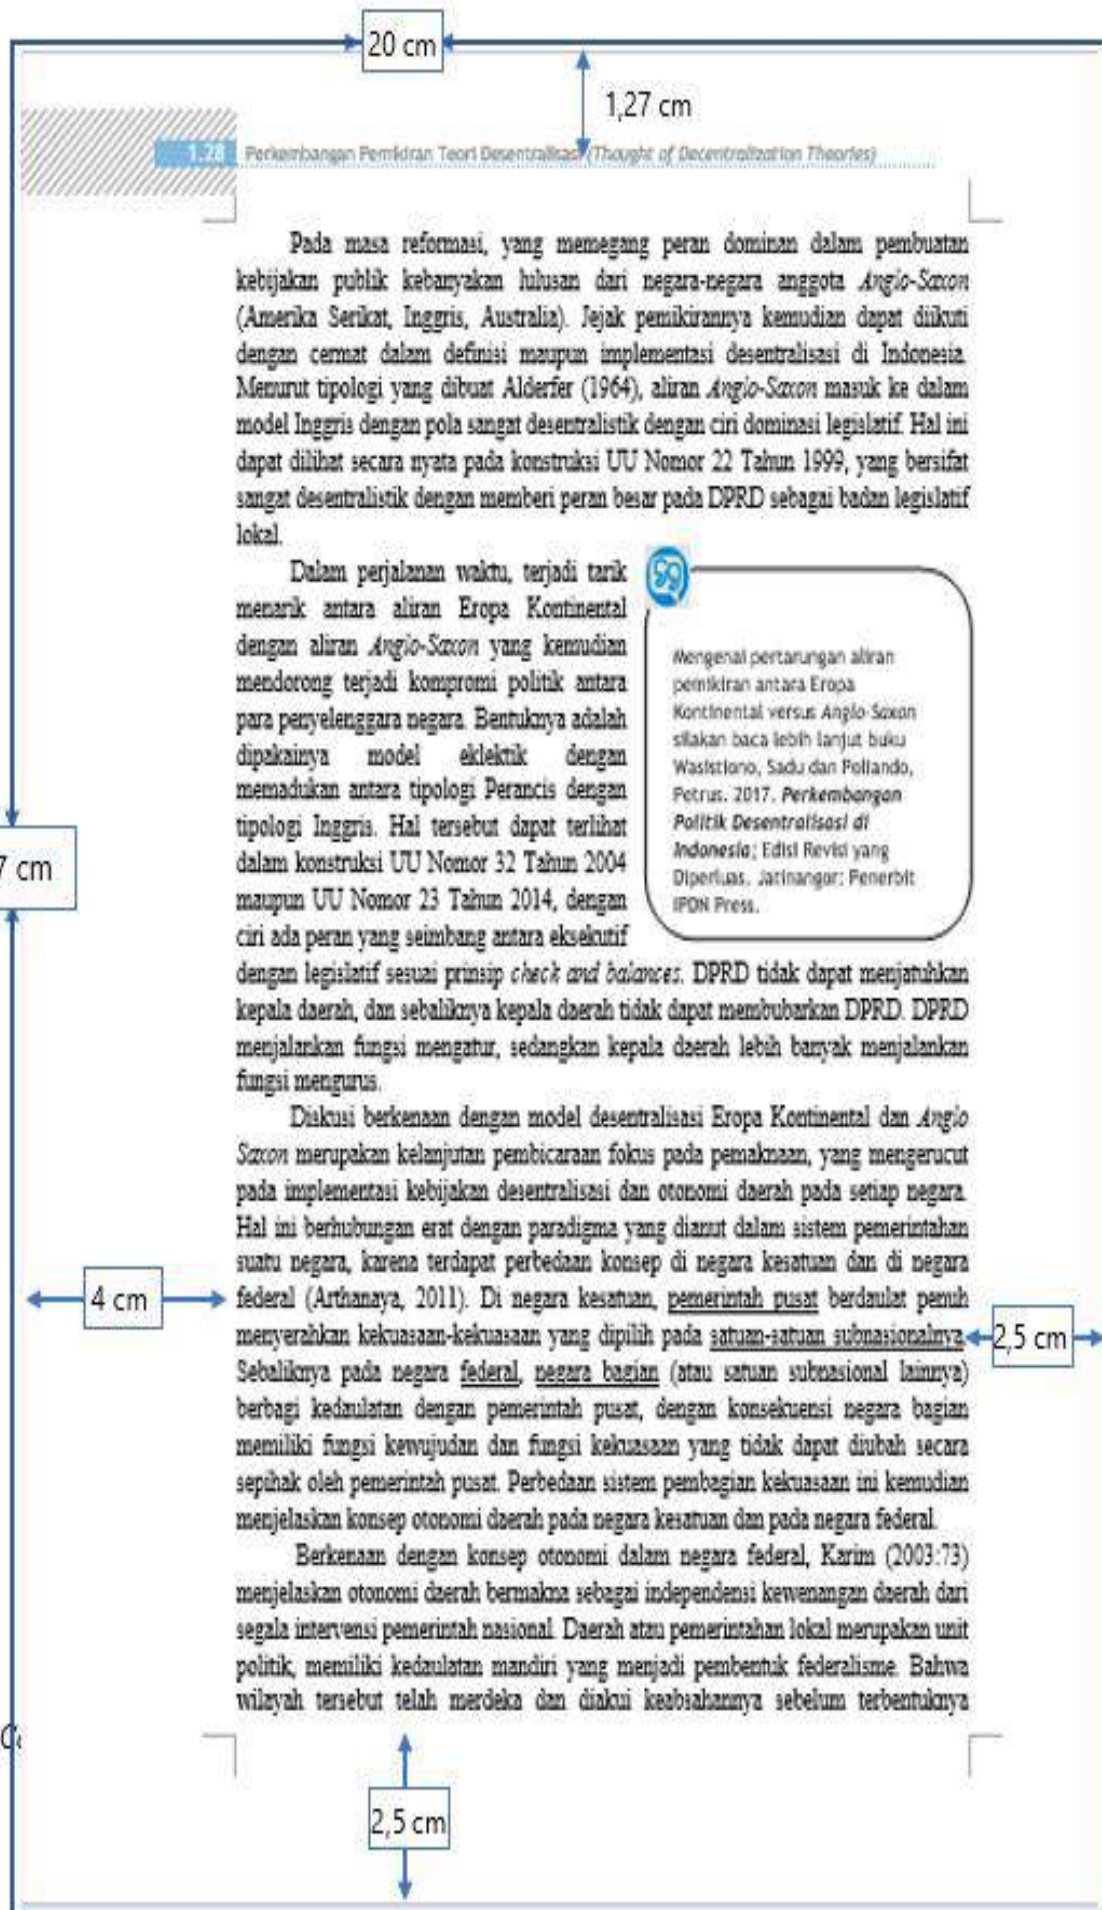 20 cm
1,27 cm
1.28 Perkembangan Pemikiran Teori Desentralisasi (Thought of Decentralization Theories)
Pada masa reformasi, yang memegang peran dominan dalam pembuatan
kebijakan publik kebanyakan lulusan dari negara-negara anggota Anglo-Saxon
(Amerika Serikat, Inggris, Australia). Jejak pemikirannya kemudian dapat diikuti
dengan cermat dalam definisi maupun implementasi desentralisasi di Indonesia.
Menurut tipologi yang dibuat Alderfer (1964), aliran Anglo-Saxon masuk ke dalam
model Inggris dengan pola sangat desentralistik dengan ciri dominasi legislatif. Hal ini
dapat dilihat secara nyata pada konstruksi UU Nomor 22 Tahun 1999, yang bersifat
sangat desentralistik dengan memberi peran besar pada DPRD sebagai badan legislatif
lokal.
Dalam perjalanan waktu, terjadi tarik
menarik antara aliran Eropa Kontinental
dengan aliran Anglo-Saxon yang kemudian
mendorong terjadi kompromi politik antara
para penyelenggara negara. Bentuknya adalah
dipakainya model eklektik dengan
memadukan antara tipologi Perancis dengan
tipologi Inggris. Hal tersebut dapat terlihat
dalam konstruksi UU Nomor 32 Tahun 2004
maupun UU Nomor 23 Tahun 2014, dengan
ciri ada peran yang seimbang antara eksekutif
Mengenai pertarungan aliran
pemikiran antara Eropa
Kontinental versus Anglo-Saxon
silakan baca lebih lanjut buku
Wasistiono, Sadu dan Poliando,
Petrus. 2017. Perkembangan
Politik Desentralisasi di
Indonesia; Edisi Revisi yang
Diperluas. Jatinangor: Penerbit
IPDN Press.
7 cm
dengan legislatif sesuai prinsip check and balances. DPRD tidak dapat menjatuhkan
kepala daerah, dan sebaliknya kepala daerah tidak dapat membubarkan DPRD. DPRD
menjalankan fungsi mengatur, sedangkan kepala daerah lebih banyak menjalankan
fungsi mengurus.
Diskusi berkenaan dengan model desentralisasi Eropa Kontinental dan Anglo
Saxon merupakan kelanjutan pembicaraan fokus pada pemaknaan, yang mengerucut
pada implementasi kebijakan desentralisasi dan otonomi daerah pada setiap negara.
Hal ini berhubungan erat dengan paradigma yang dianut dalam sistem pemerintahan
suatu negara, karena terdapat perbedaan konsep di negara kesatuan dan di negara
4 cm
federal (Arthanaya, 2011). Di negara kesatuan, pemerintah pusat berdaulat penuh
menyerahkan kekuasaan-kekuasaan yang dipilih pada satuan-satuan subnasionalnya.
2,5 cm
Sebaliknya pada negara federal, negara bagian (atau satuan subnasional lainnya)
berbagi kedaulatan dengan pemerintah pusat, dengan konsekuensi negara bagian
memiliki fungsi kewujudan dan fungsi kekuasaan yang tidak dapat diubah secara
sepihak oleh pemerintah pusat. Perbedaan sistem pembagian kekuasaan ini kemudian
menjelaskan konsep otonomi daerah pada negara kesatuan dan pada negara federal.
Berkenaan dengan konsep otonomi dalam negara federal, Karim (2003:73)
menjelaskan otonomi daerah bermakna sebagai independensi kewenangan daerah dari
segala intervensi pemerintah nasional. Daerah atau pemerintahan lokal merupakan unit
politik, memiliki kedaulatan mandiri yang menjadi pembentuk federalisme. Bahwa
wilayah tersebut telah merdeka dan diakui keabsahannya sebelum terbentuknya
2,5 cm